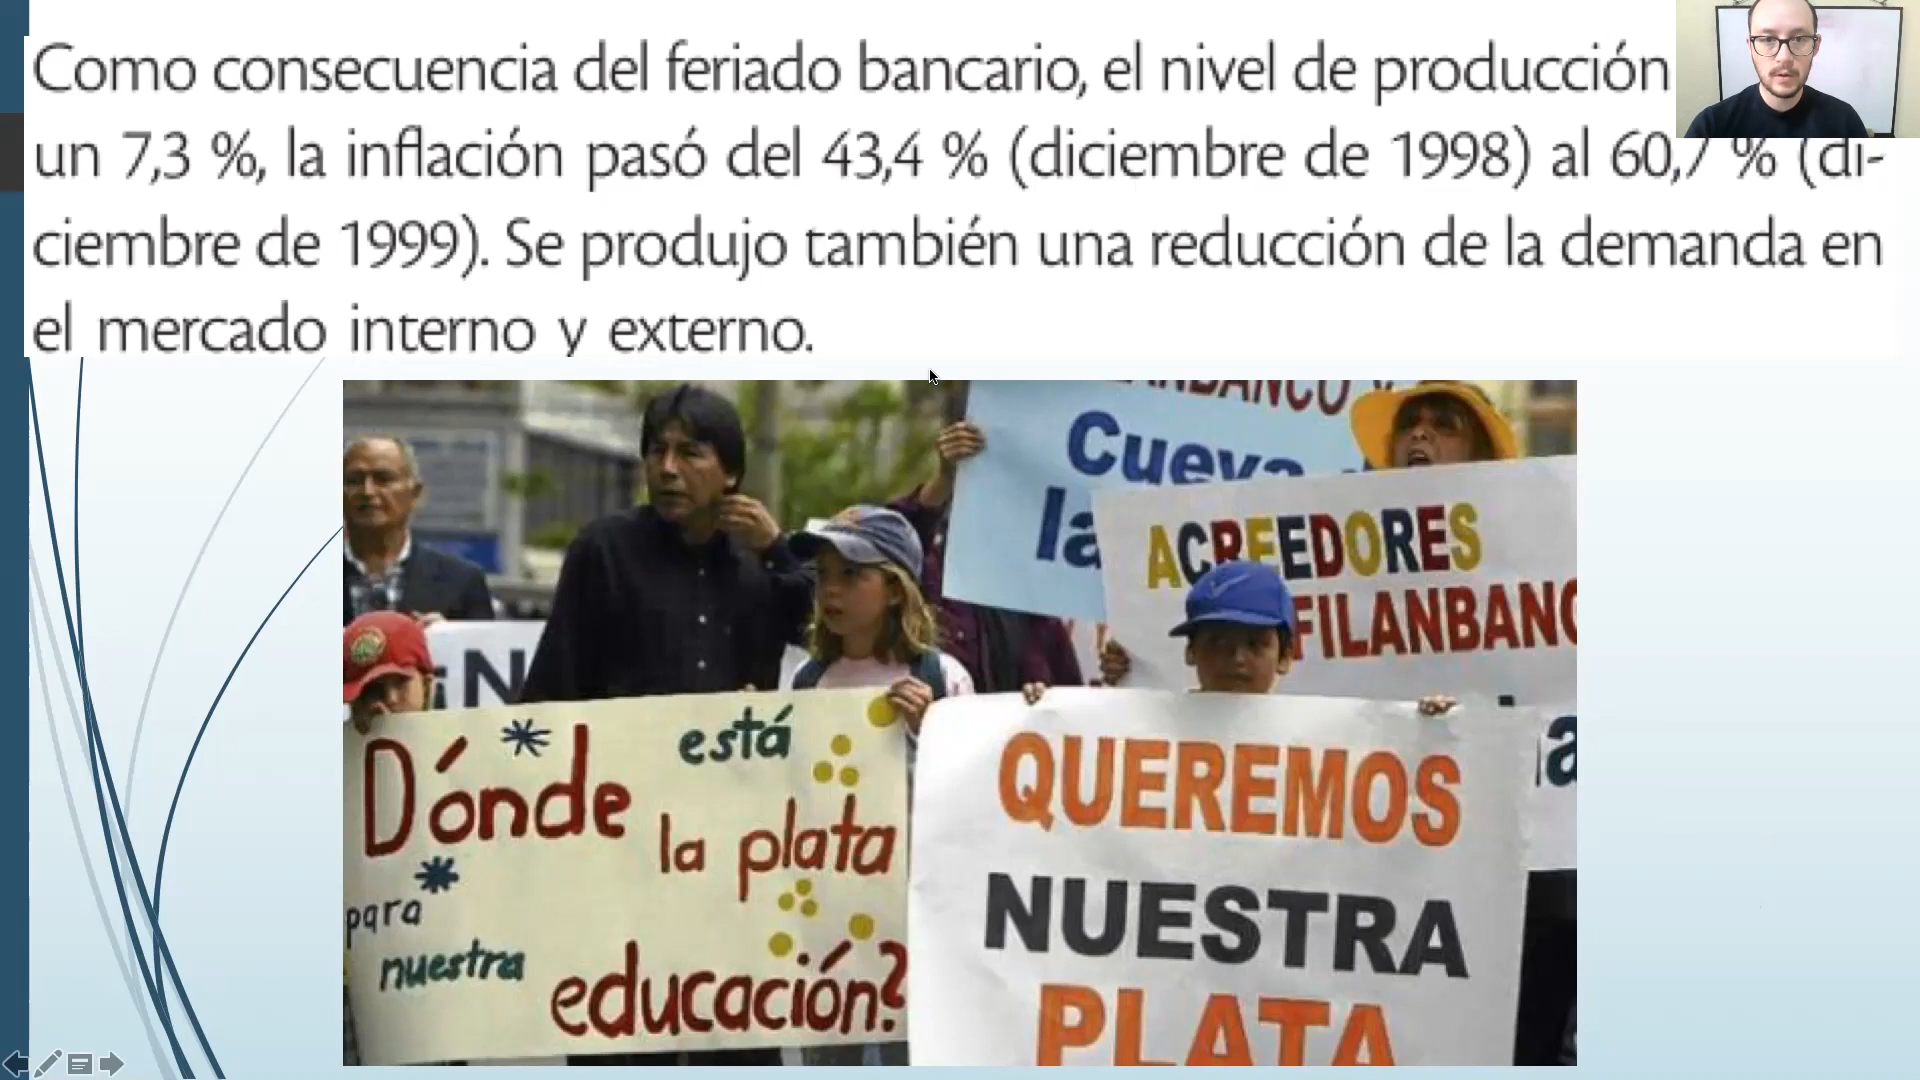 Como consecuencia del feriado bancario, el nivel de producción
un 7,3 %, la inflación pasó del 43,4 % (diciembre de 1998) al 60,7 % (di-
ciembre de 1999). Se produjo también una reducción de la demanda en
el mercado interno y externo.
Cueva
la
ACREEDORES
FILANBANC
¡N
Dónde está
la plata
para
nuestra
educación?
QUEREMOS
NUESTRA
PLATA